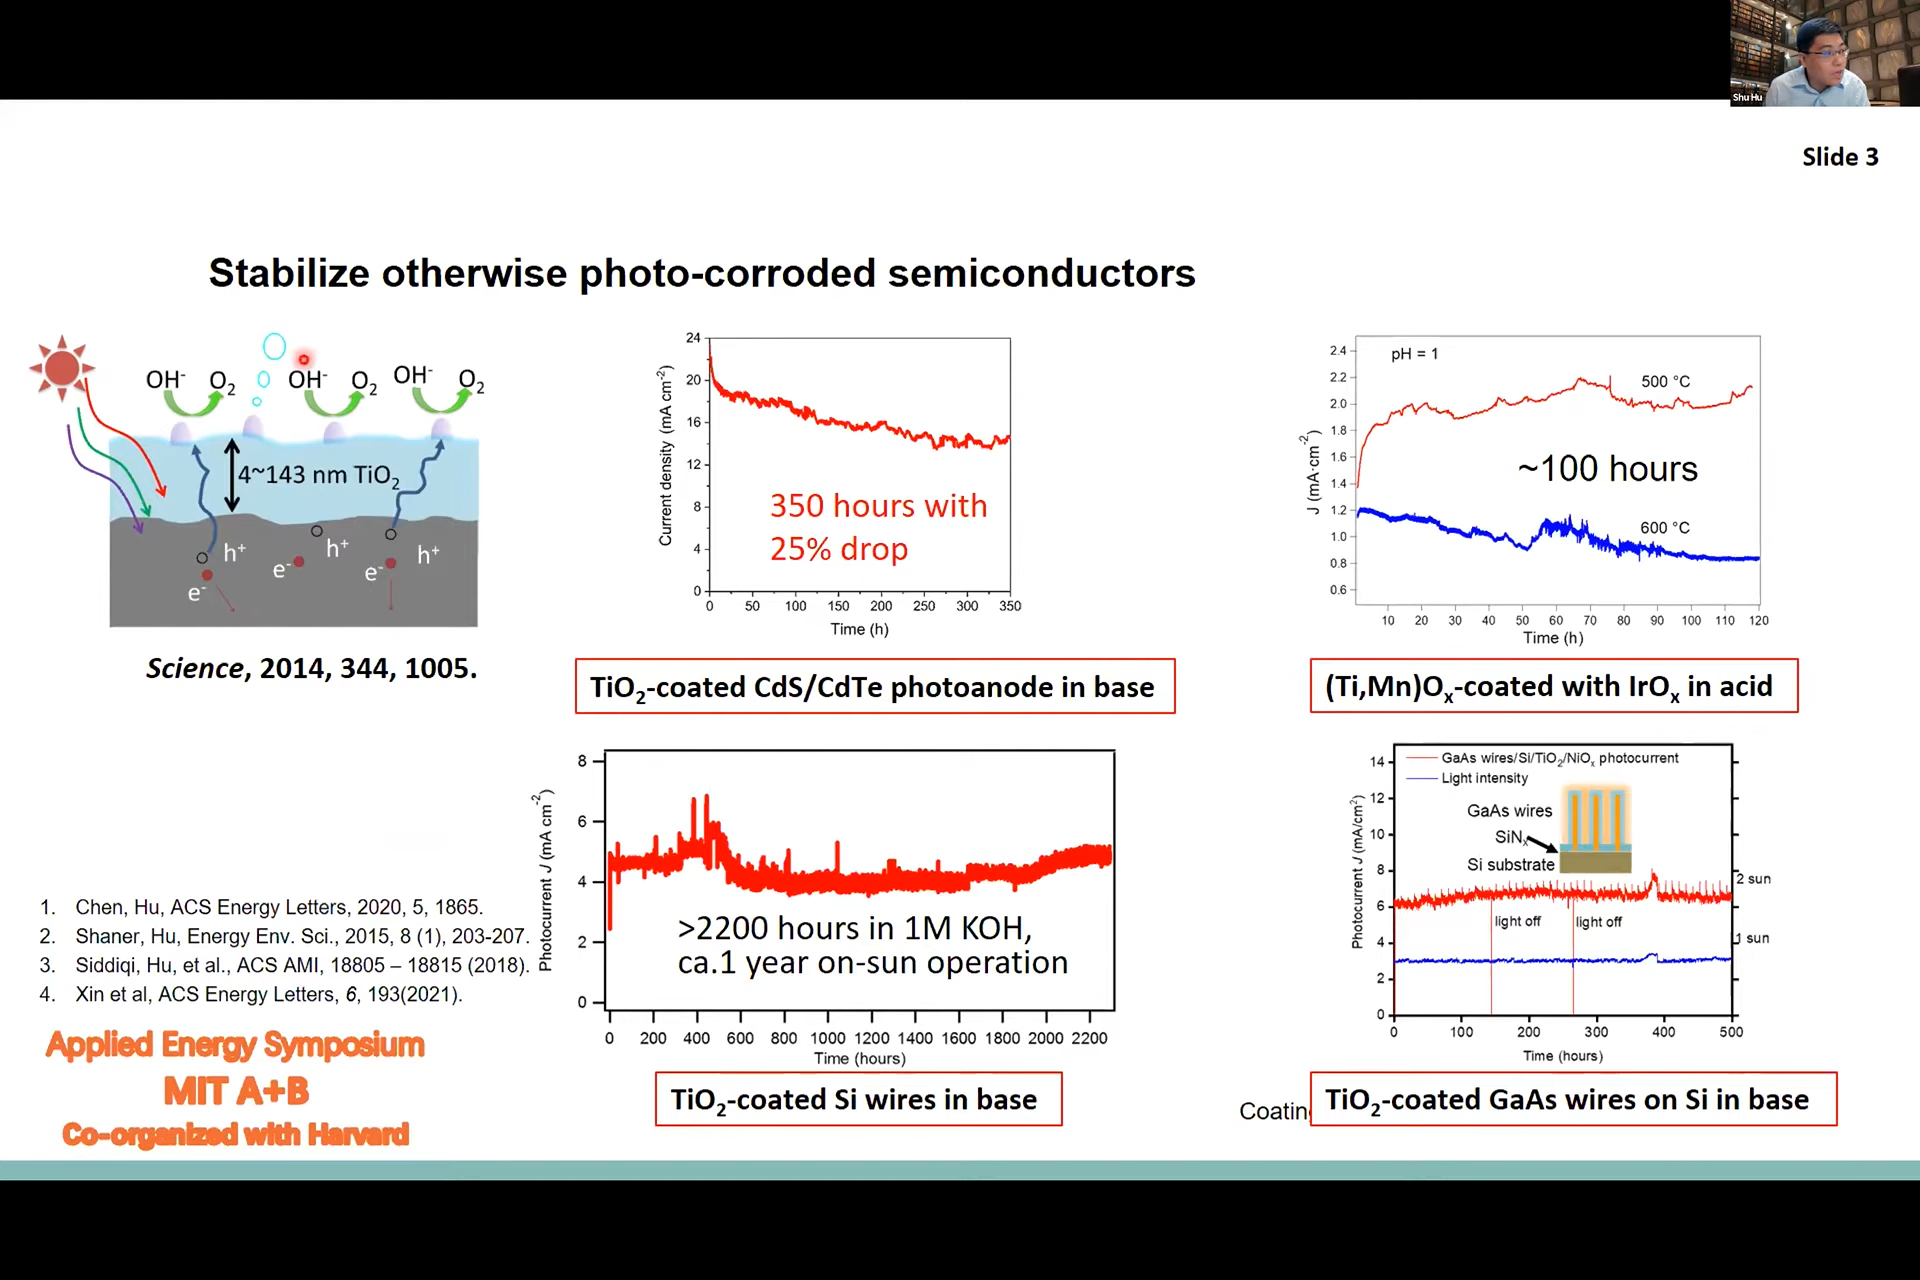 Shu Hu
Slide 3
Stabilize otherwise photo-corroded semiconductors
OH- O2 OH- O2 OH- O2
4~143 nm TiO2
h+ h+ h+
e- e- e-
Science, 2014, 344, 1005.
24
20
16
12
8
4
0
Current density (mA cm-2)
350 hours with
25% drop
0 50 100 150 200 250 300 350
Time (h)
TiO2-coated CdS/CdTe photoanode in base
2.4
2.2
2.0
1.8
1.6
1.4
1.2
1.0
0.8
0.6
J (mA·cm-2)
pH = 1
500 °C
~100 hours
600 °C
10 20 30 40 50 60 70 80 90 100 110 120
Time (h)
(Ti,Mn)Ox-coated with IrOx in acid
8
6
4
2
0
Photocurrent J (mA cm-2)
>2200 hours in 1M KOH,
ca.1 year on-sun operation
0 200 400 600 800 1000 1200 1400 1600 1800 2000 2200
Time (hours)
TiO2-coated Si wires in base
14
12
10
8
6
4
2
0
Photocurrent J (mA/cm2)
GaAs wires/Si/TiO2/NiOx photocurrent
Light intensity
GaAs wires
SiNx
Si substrate
2 sun
light off light off
1 sun
0 100 200 300 400 500
Time (hours)
Coatin
TiO2-coated GaAs wires on Si in base
1. Chen, Hu, ACS Energy Letters, 2020, 5, 1865.
2. Shaner, Hu, Energy Env. Sci., 2015, 8 (1), 203-207.
3. Siddiqi, Hu, et al., ACS AMI, 18805 – 18815 (2018).
4. Xin et al, ACS Energy Letters, 6, 193(2021).
Applied Energy Symposium
MIT A+B
Co-organized with Harvard